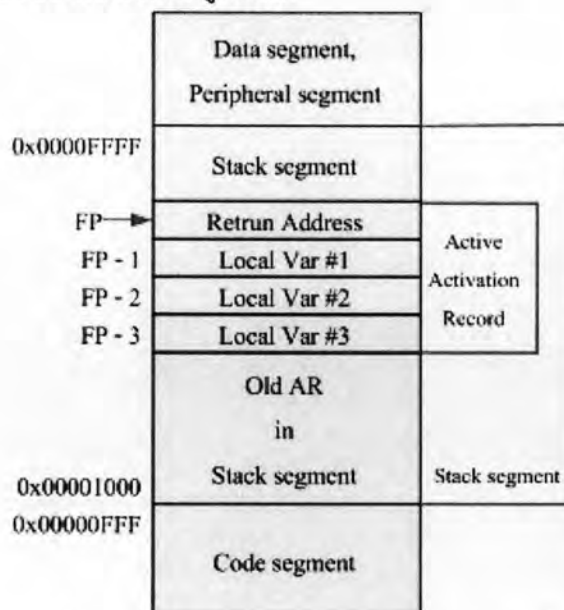 Data segment,
Peripheral segment
0x0000FFFF
Stack segment
FP
Retrun Address
FP - 1
Local Var #1
Active
FP - 2
Local Var #2
Activation
FP - 3
Local Var #3
Record
Old AR
in
Stack segment
Stack segment
0x00001000
0x00000FFF
Code segment